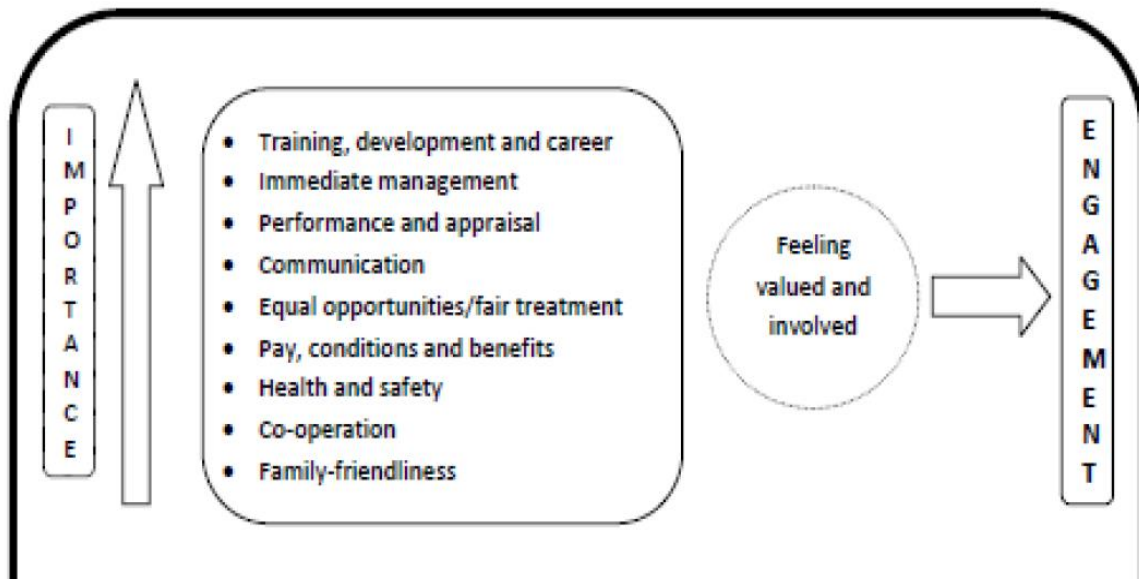 IMPORTANCE
• Training, development and career
• Immediate management
• Performance and appraisal
• Communication
• Equal opportunities/fair treatment
• Pay, conditions and benefits
• Health and safety
• Co-operation
• Family-friendliness
Feeling
valued and
involved
ENGAGEMENT